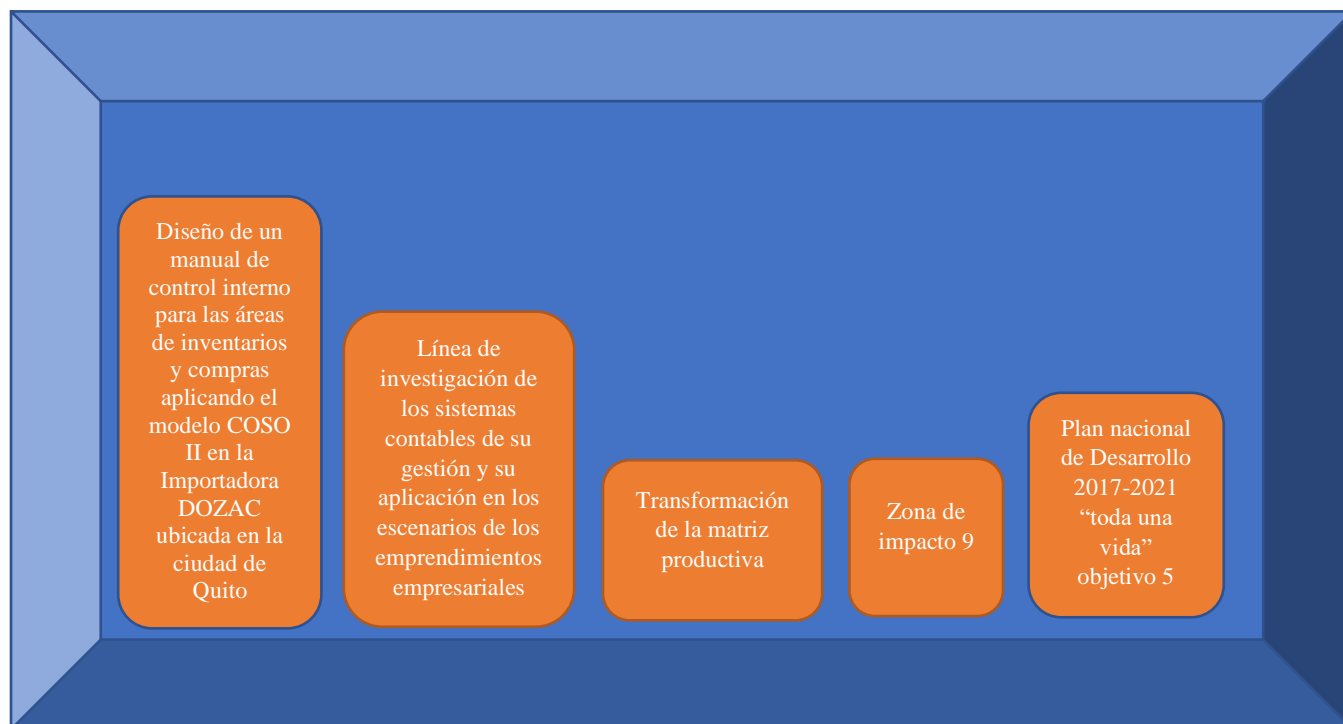 Diseño de un
manual de
control interno
para las áreas
de inventarios
y compras
aplicando el
modelo COSO
II en la
Importadora
DOZAC
ubicada en la
ciudad de
Quito
Línea de
investigación de
los sistemas
contables de su
gestión y su
aplicación en los
escenarios de los
emprendimientos
empresariales
Transformación
de la matriz
productiva
Zona de
impacto 9
Plan nacional
de Desarrollo
2017-2021
“toda una
vida”
objetivo 5